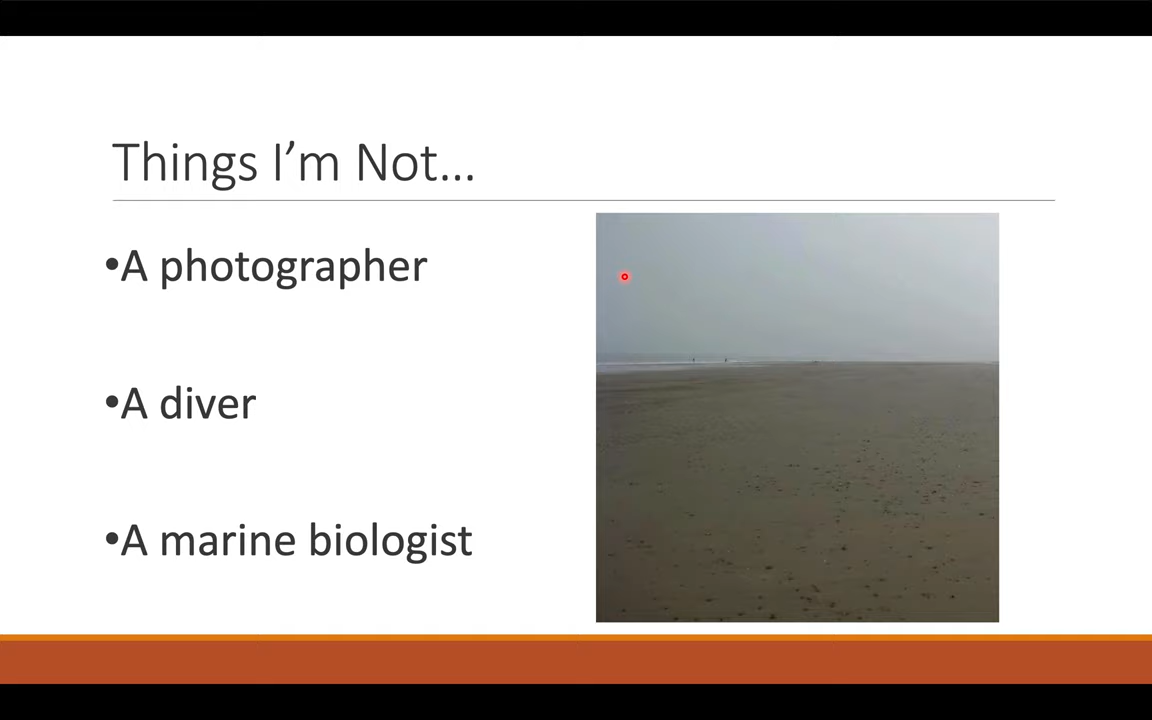 Things I'm Not...
•A photographer
•A diver
•A marine biologist